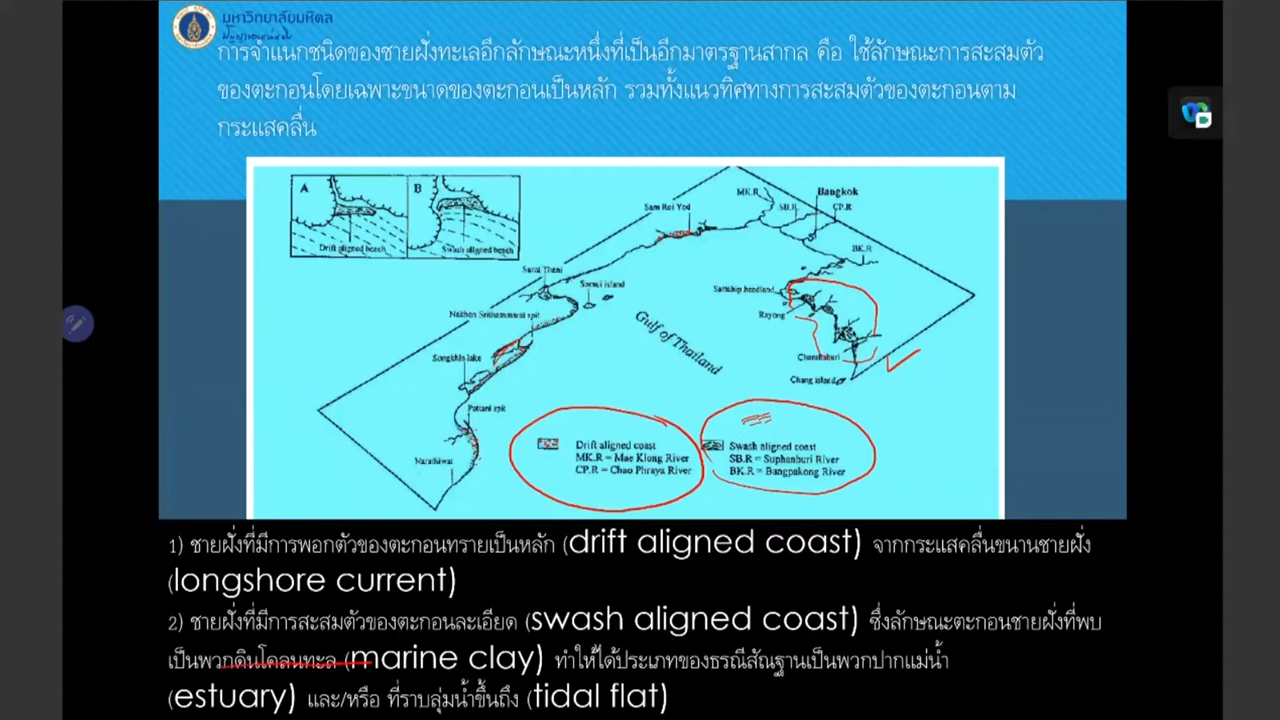 มหาวิทยาลัยมหิดล
ปัญญาของแผ่นดิน
การจำแนกชนิดของชายฝั่งทะเลอีกลักษณะหนึ่งที่เป็นอีกมาตรฐานสากล คือ ใช้ลักษณะการสะสมตัว
ของตะกอนโดยเฉพาะขนาดของตะกอนเป็นหลัก รวมทั้งแนวทิศทางการสะสมตัวของตะกอนตาม
กระแสคลื่น
A
B
Drift aligned beach
Swash aligned beach
MK.R
Bangkok
Sam Roi Yod
SB.R
CP.R
BK.R
Surat Thani
Samui island
Sattahip headland
Rayong
Nakhon Srithammarat spit
Gulf of Thailand
Songkhla lake
Chanthaburi
Chang island
Pattani spit
Narathiwat
Drift aligned coast
MK.R = Mae Klong River
CP.R = Chao Phraya River
Swash aligned coast
SB.R = Suphanburi River
BK.R = Bangpakong River
1) ชายฝั่งที่มีการพอกตัวของตะกอนทรายเป็นหลัก (drift aligned coast) จากกระแสคลื่นขนานชายฝั่ง
(longshore current)
2) ชายฝั่งที่มีการสะสมตัวของตะกอนละเอียด (swash aligned coast) ซึ่งลักษณะตะกอนชายฝั่งที่พบ
เป็นพวกดินโคลนทะเล (marine clay) ทำให้ได้ประเภทของธรณีสัณฐานเป็นพวกปากแม่น้ำ
(estuary) และ/หรือ ที่ราบลุ่มน้ำขึ้นถึง (tidal flat)